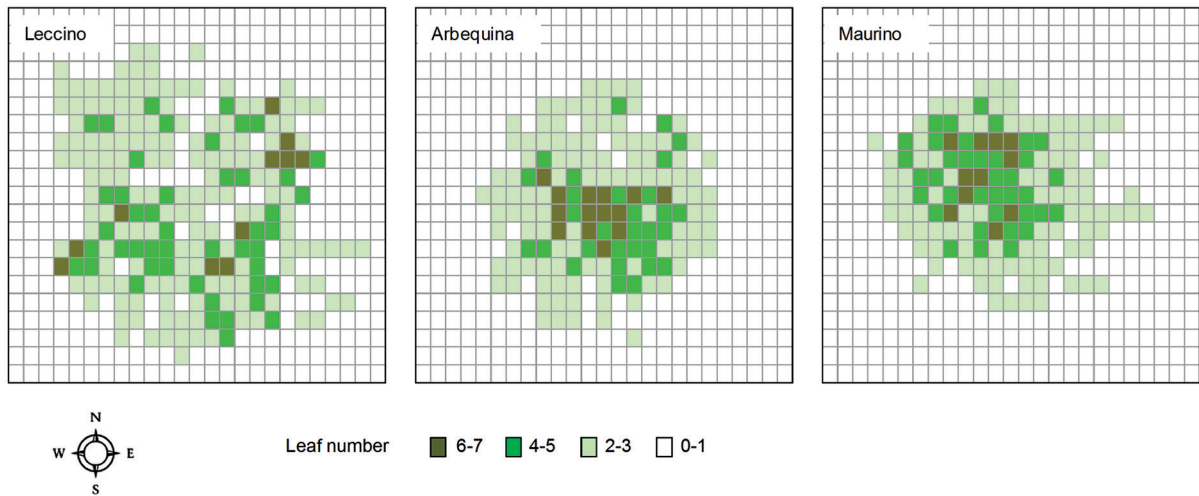 Leccino
Arbequina
Maurino
N
W E
S
Leaf number 6-7 4-5 2-3 0-1